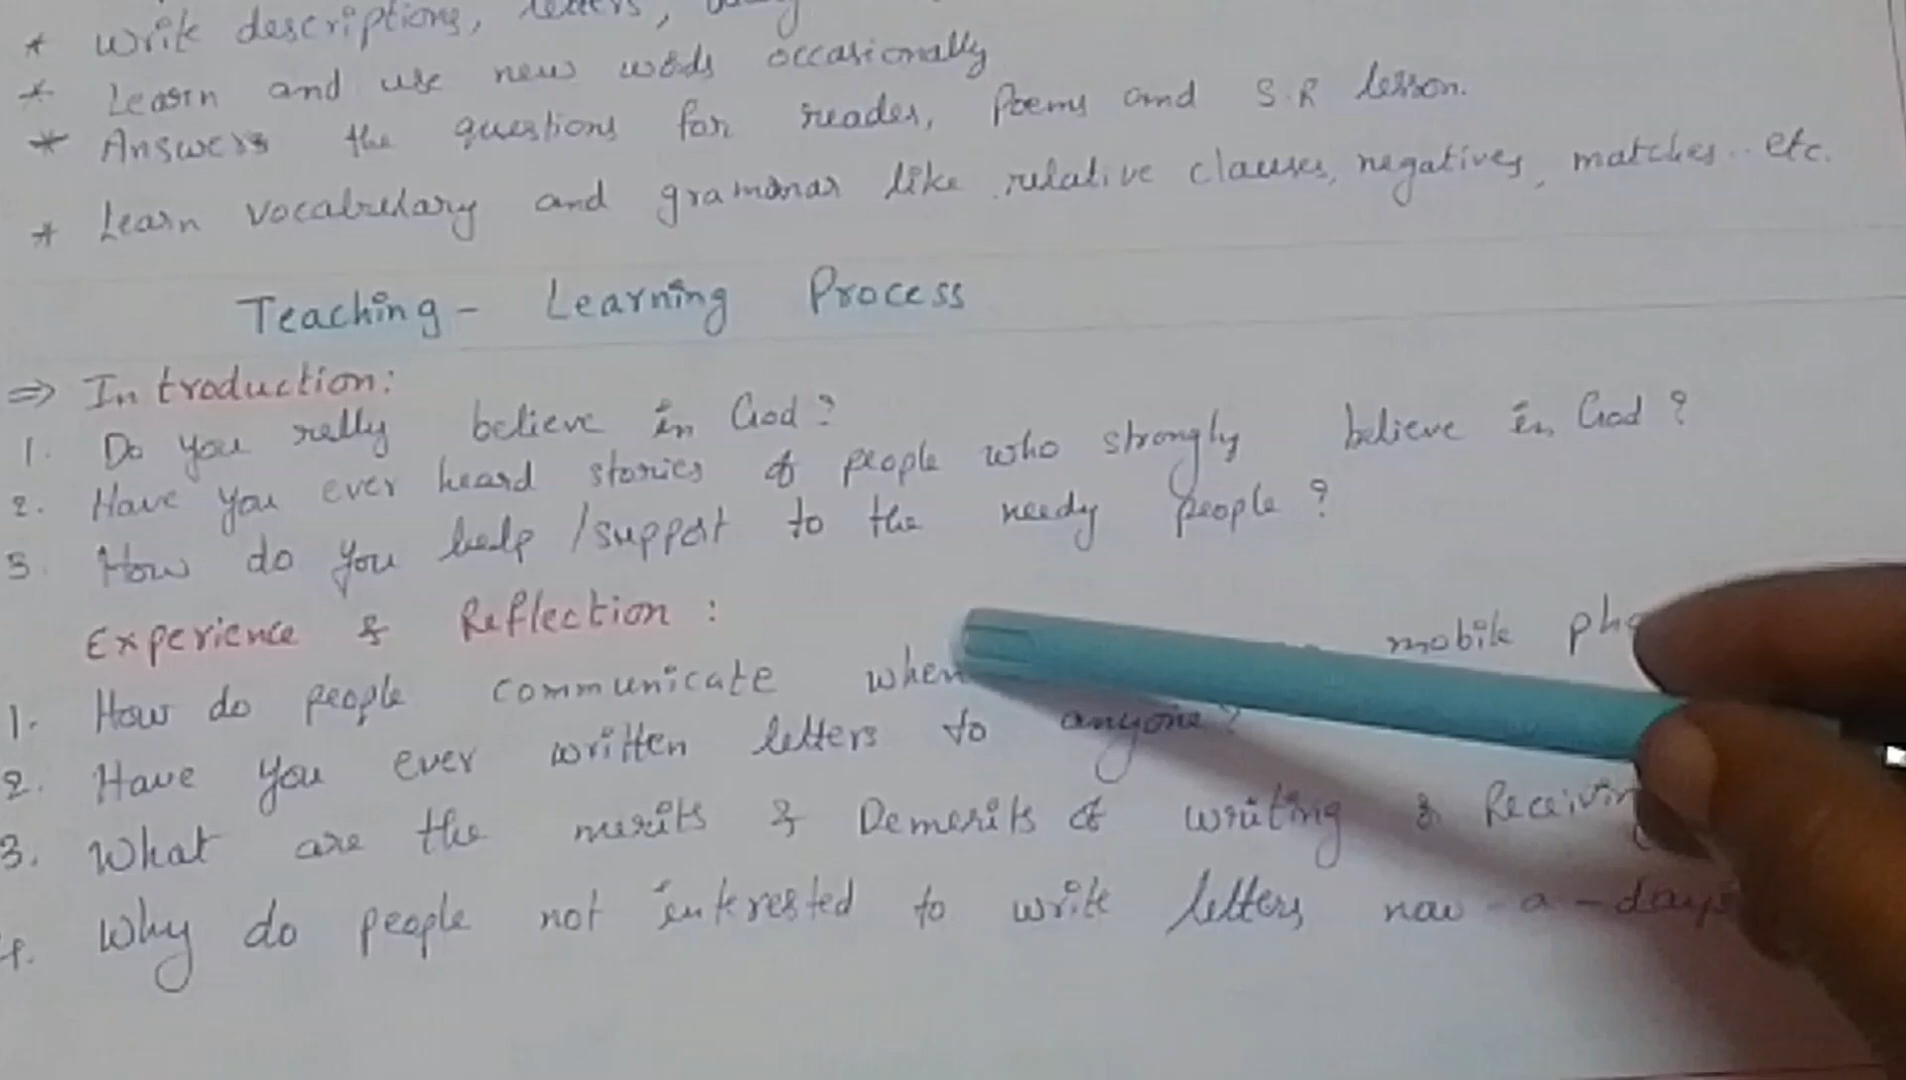 * Write descriptions, letters,
* Learn and use new words occasionally
* Answers the questions for reader, Poems and S.R lesson.
* Learn vocabulary and grammar like relative clauses, negatives, matches.. etc.
Teaching - Learning Process
⇒ Introduction:
1. Do you relly believe in God?
2. Have you ever heard stories of people who strongly believe in God?
3. How do you help /support to the needy people?
Experience & Reflection:
1. How do people communicate when mobile
2. Have you ever written letters to anyone?
3. What are the merits & Demerits of writing & Receiving
4. Why do people not interested to write letters now-a-days